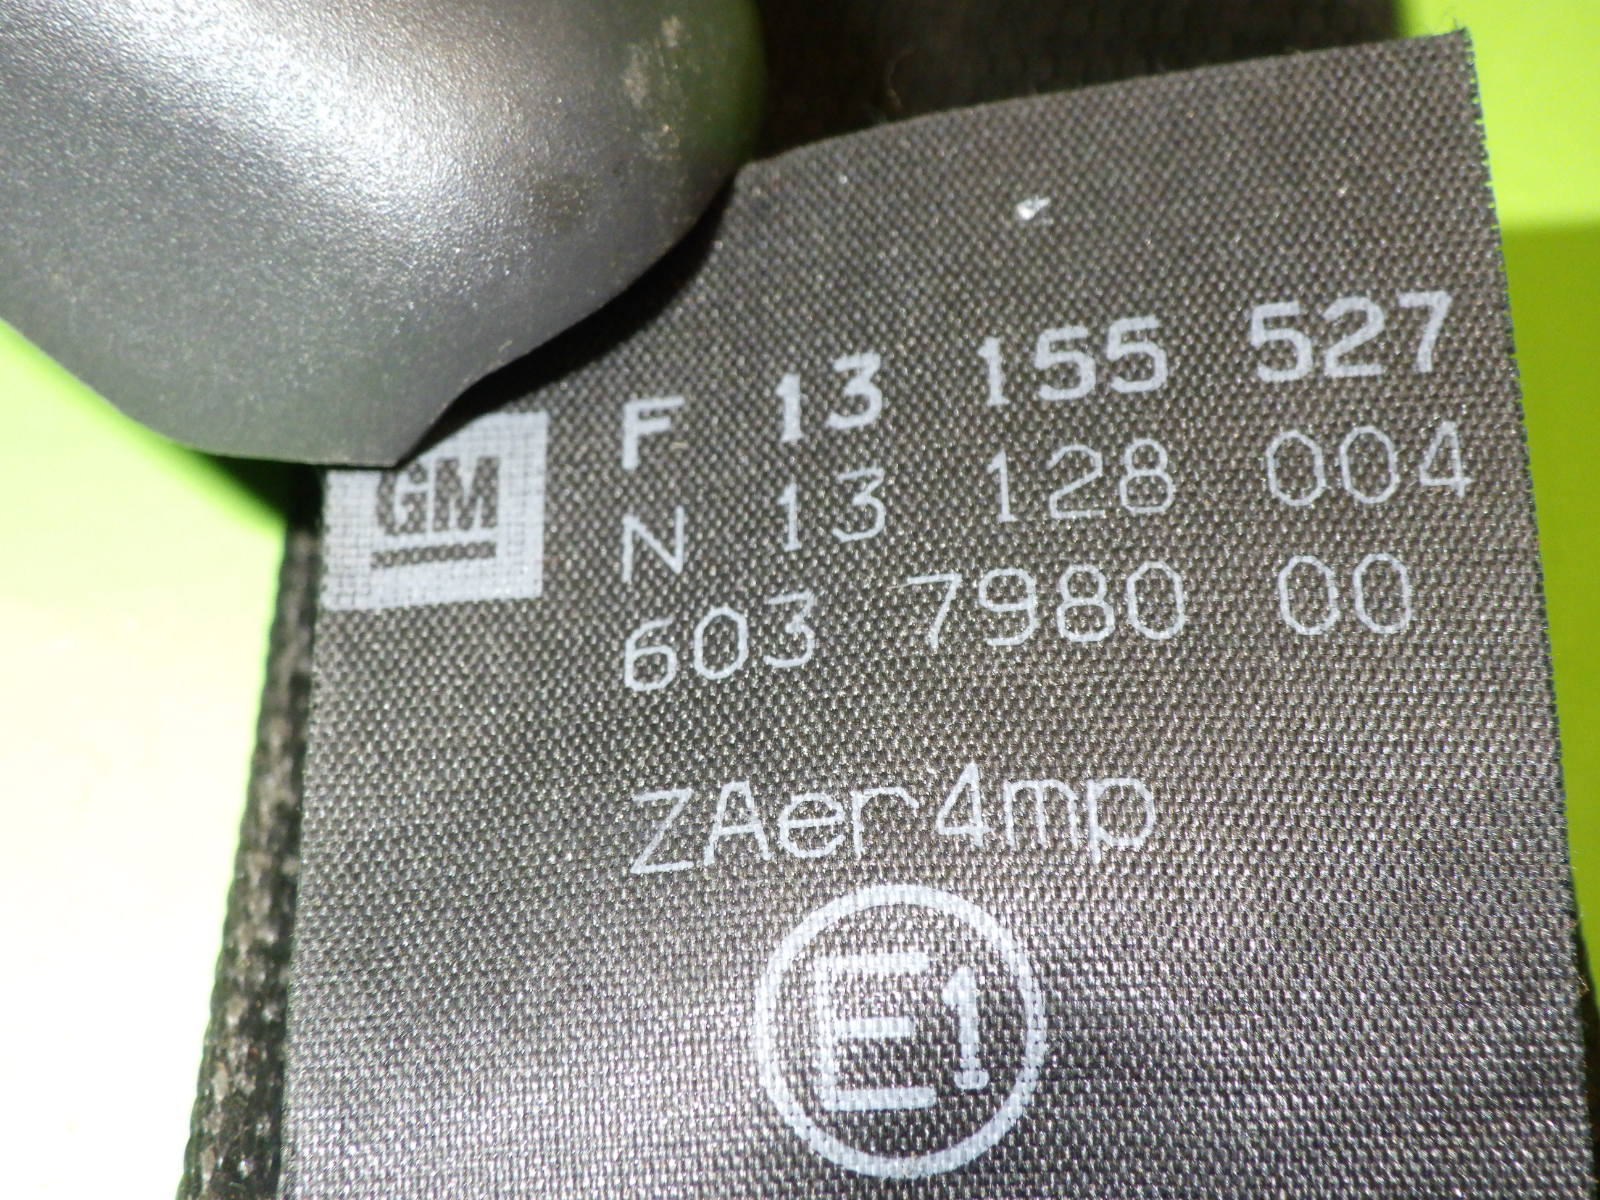 GM
F 13 155 527
N 13 128 004
603 7980 00
ZAer4mp
E1